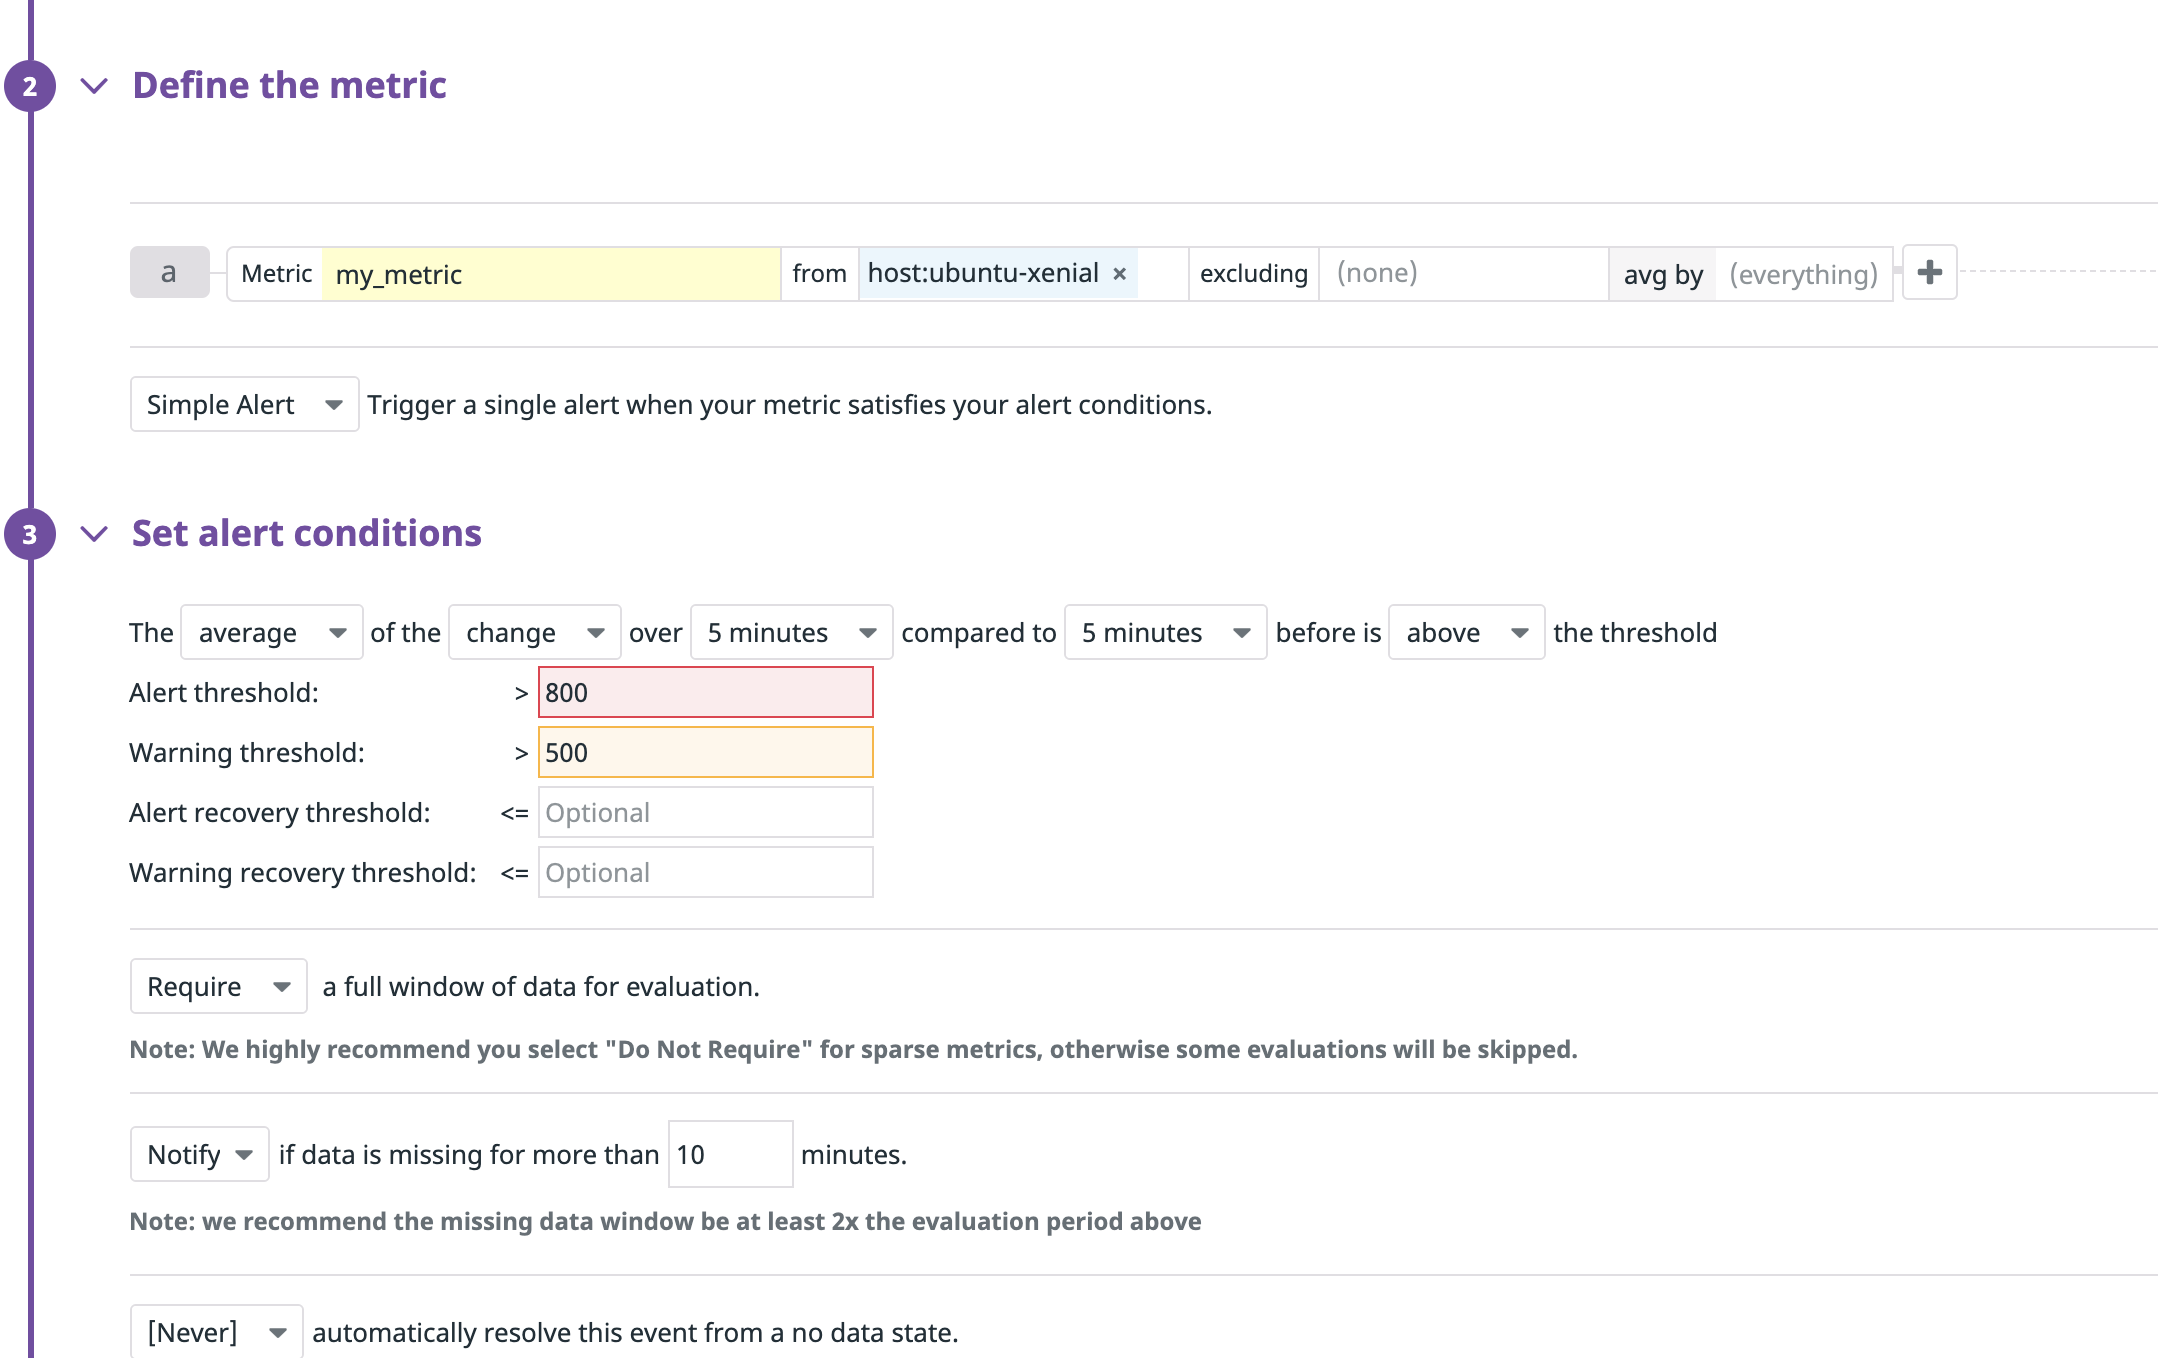 2 Define the metric
a Metric my_metric from host:ubuntu-xenial × excluding (none) avg by (everything) +
Simple Alert Trigger a single alert when your metric satisfies your alert conditions.
3 Set alert conditions
The average of the change over 5 minutes compared to 5 minutes before is above the threshold
Alert threshold: > 800
Warning threshold: > 500
Alert recovery threshold: <= Optional
Warning recovery threshold: <= Optional
Require a full window of data for evaluation.
Note: We highly recommend you select "Do Not Require" for sparse metrics, otherwise some evaluations will be skipped.
Notify if data is missing for more than 10 minutes.
Note: we recommend the missing data window be at least 2x the evaluation period above
[Never] automatically resolve this event from a no data state.